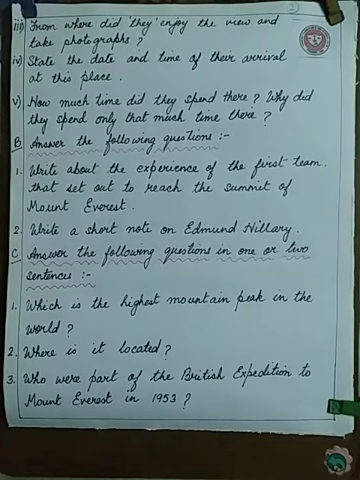 iii) From where did 'they' enjoy the view and
take photographs?
iv) State the date and time of their arrival
at this place.
v) How much time did they spend there? Why did
they spend only that much time there?
B Answer the following questions :-
1. Write about the experience of the first team
that set out to reach the summit of
Mount Everest.
2. Write a short note on Edmund Hillary.
C Answer the following questions in one or two
sentences :-
1. Which is the highest mountain peak in the
world?
2. Where is it located?
3. Who were part of the British Expedition to
Mount Everest in 1953?